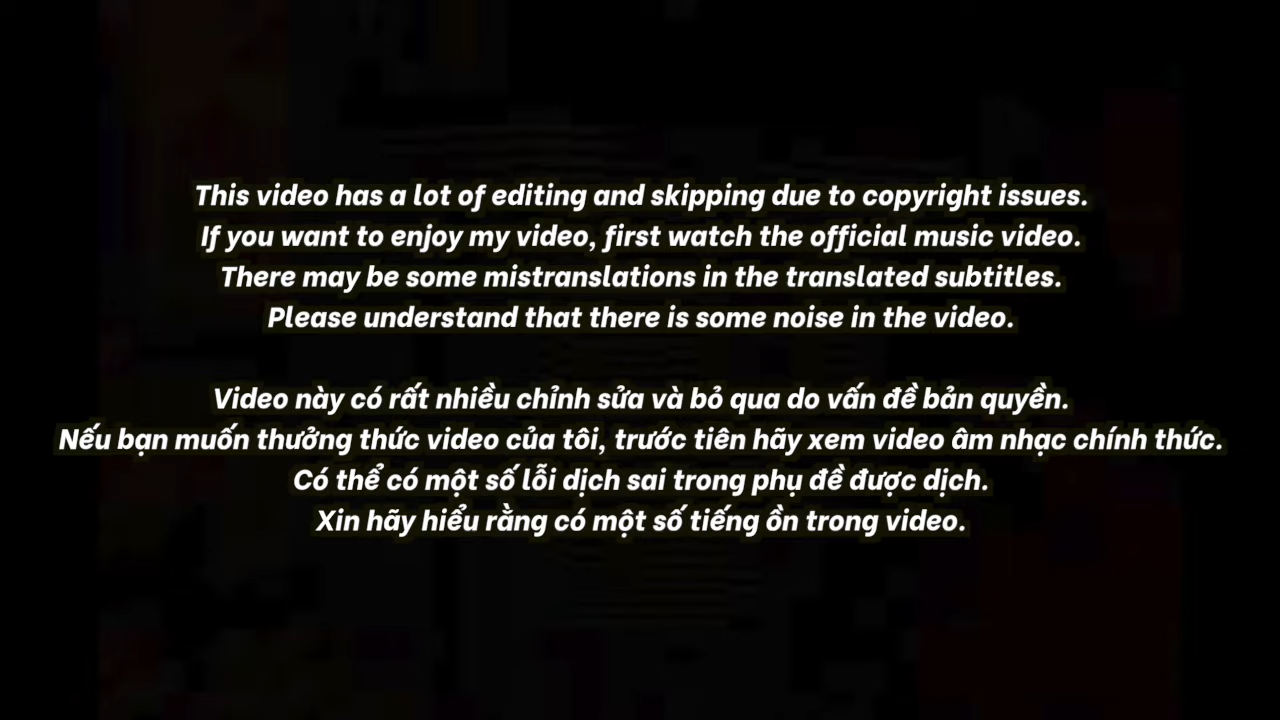 This video has a lot of editing and skipping due to copyright issues.
If you want to enjoy my video, first watch the official music video.
There may be some mistranslations in the translated subtitles.
Please understand that there is some noise in the video.
Video này có rất nhiều chỉnh sửa và bỏ qua do vấn đề bản quyền.
Nếu bạn muốn thưởng thức video của tôi, trước tiên hãy xem video âm nhạc chính thức.
Có thể có một số lỗi dịch sai trong phụ đề được dịch.
Xin hãy hiểu rằng có một số tiếng ồn trong video.